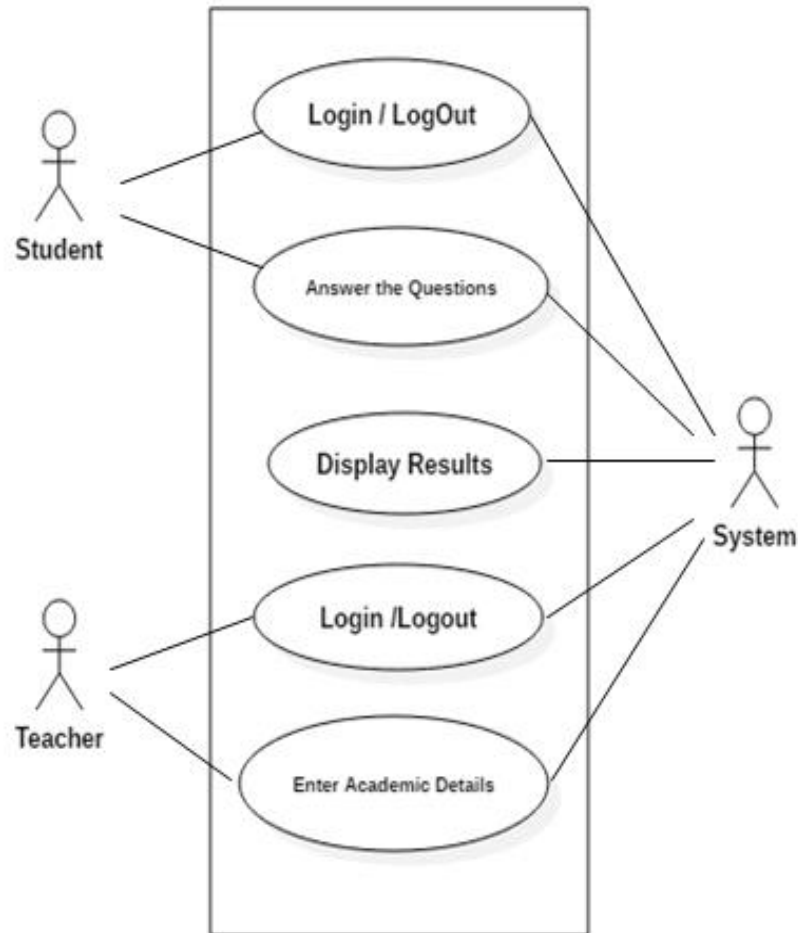 Login / LogOut
Student
Answer the Questions
Display Results
System
Login /Logout
Teacher
Enter Academic Details